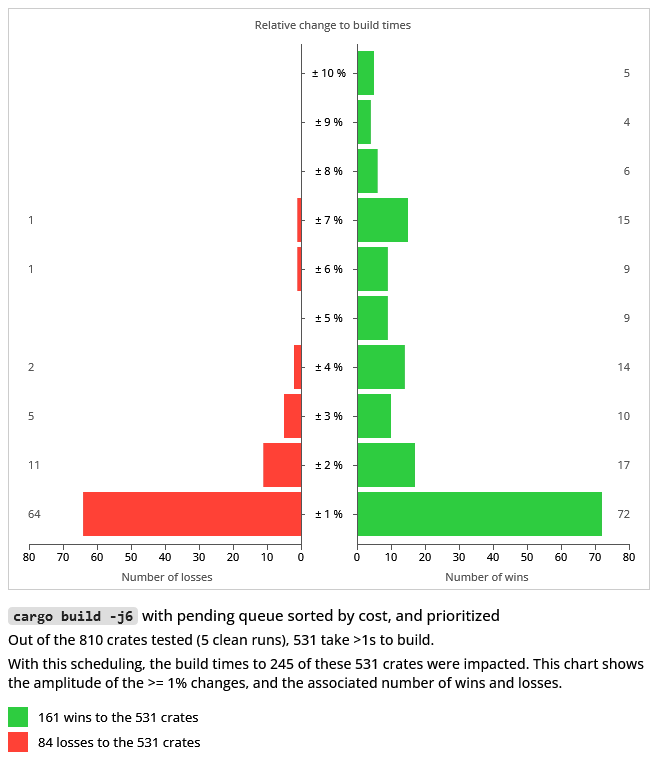 Relative change to build times
± 10 % 5
± 9 % 4
± 8 % 6
1 ± 7 % 15
1 ± 6 % 9
± 5 % 9
2 ± 4 % 14
5 ± 3 % 10
11 ± 2 % 17
64 ± 1 % 72
80 70 60 50 40 30 20 10 0 0 10 20 30 40 50 60 70 80
Number of losses Number of wins
cargo build -j6 with pending queue sorted by cost, and prioritized
Out of the 810 crates tested (5 clean runs), 531 take >1s to build.
With this scheduling, the build times to 245 of these 531 crates were impacted. This chart shows
the amplitude of the >= 1% changes, and the associated number of wins and losses.
161 wins to the 531 crates
84 losses to the 531 crates